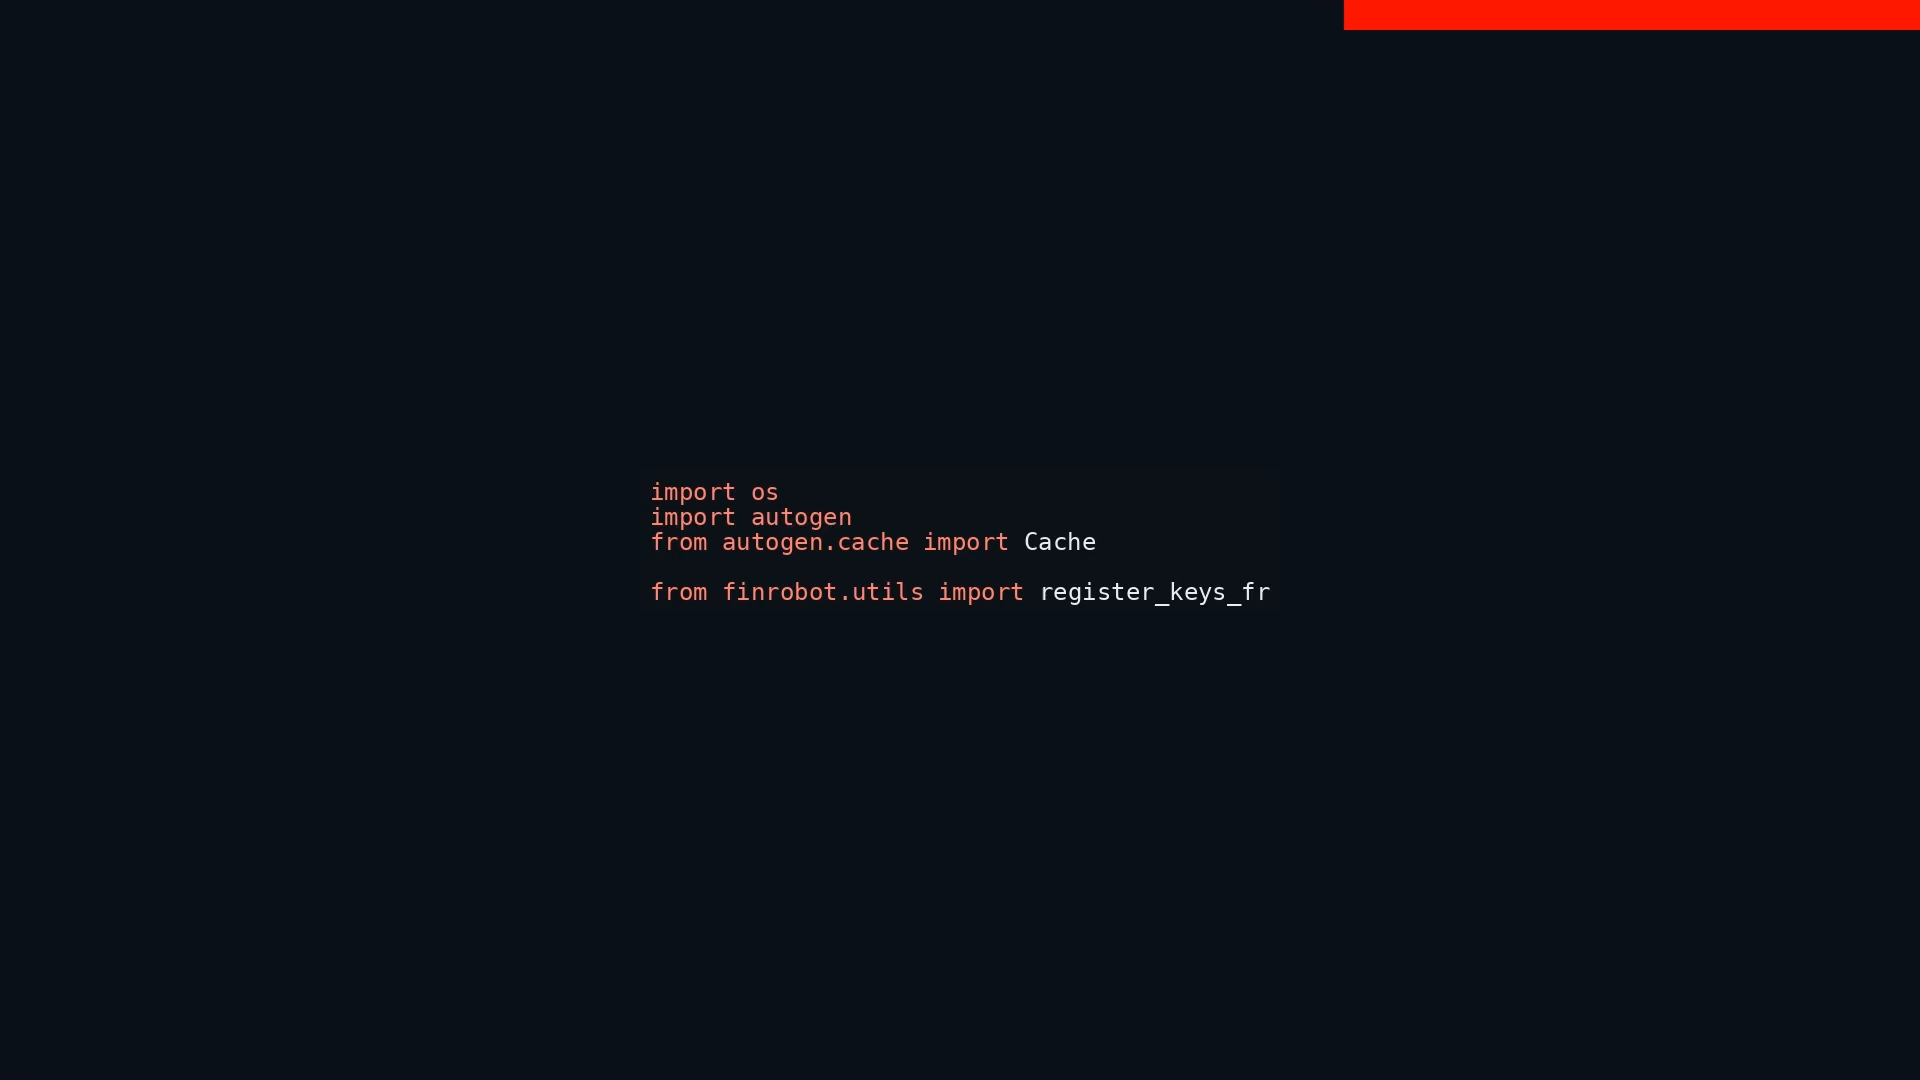 import os
import autogen
from autogen.cache import Cache

from finrobot.utils import register_keys_fr